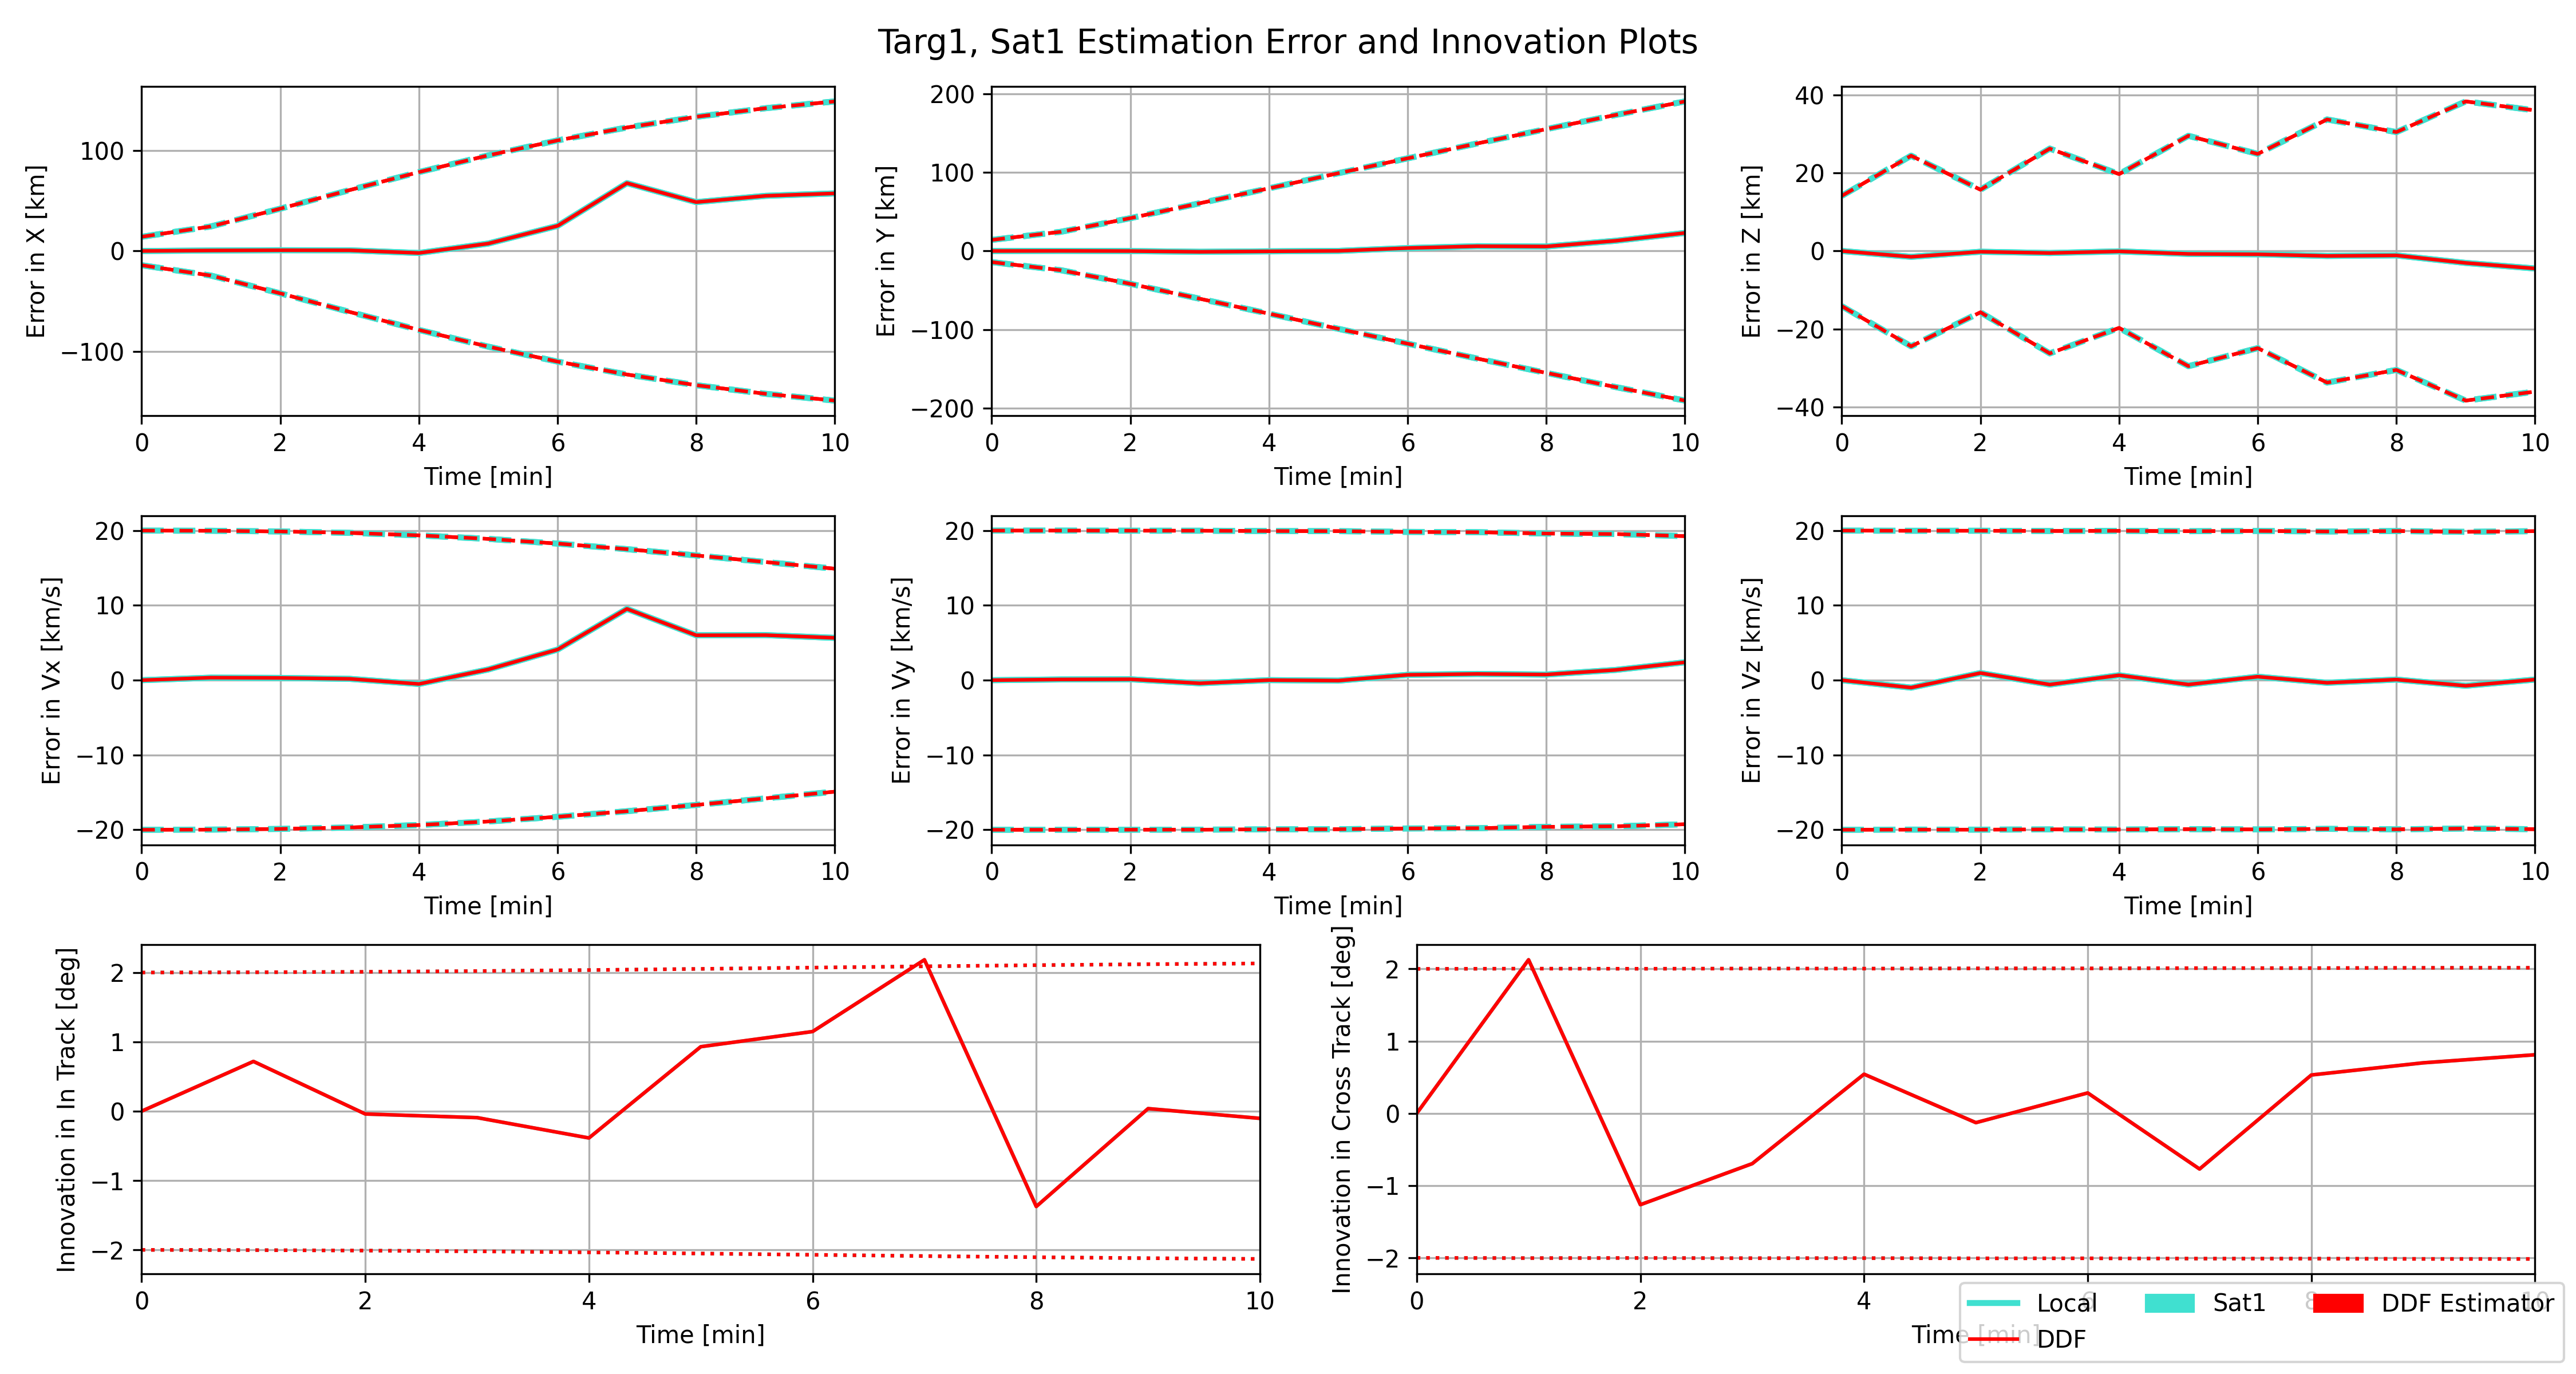 Targ1, Sat1 Estimation Error and Innovation Plots
Error in X [km]
100
0
−100
0 2 4 6 8 10
Time [min]
Error in Y [km]
200
100
0
−100
−200
0 2 4 6 8 10
Time [min]
Error in Z [km]
40
20
0
−20
−40
0 2 4 6 8 10
Time [min]
Error in Vx [km/s]
20
10
0
−10
−20
0 2 4 6 8 10
Time [min]
Error in Vy [km/s]
20
10
0
−10
−20
0 2 4 6 8 10
Time [min]
Error in Vz [km/s]
20
10
0
−10
−20
0 2 4 6 8 10
Time [min]
Innovation in In Track [deg]
2
1
0
−1
−2
0 2 4 6 8 10
Time [min]
Innovation in Cross Track [deg]
2
1
0
−1
−2
0 2 4 6 8 10
Time [min]
Local
DDF
Sat1
DDF Estimator